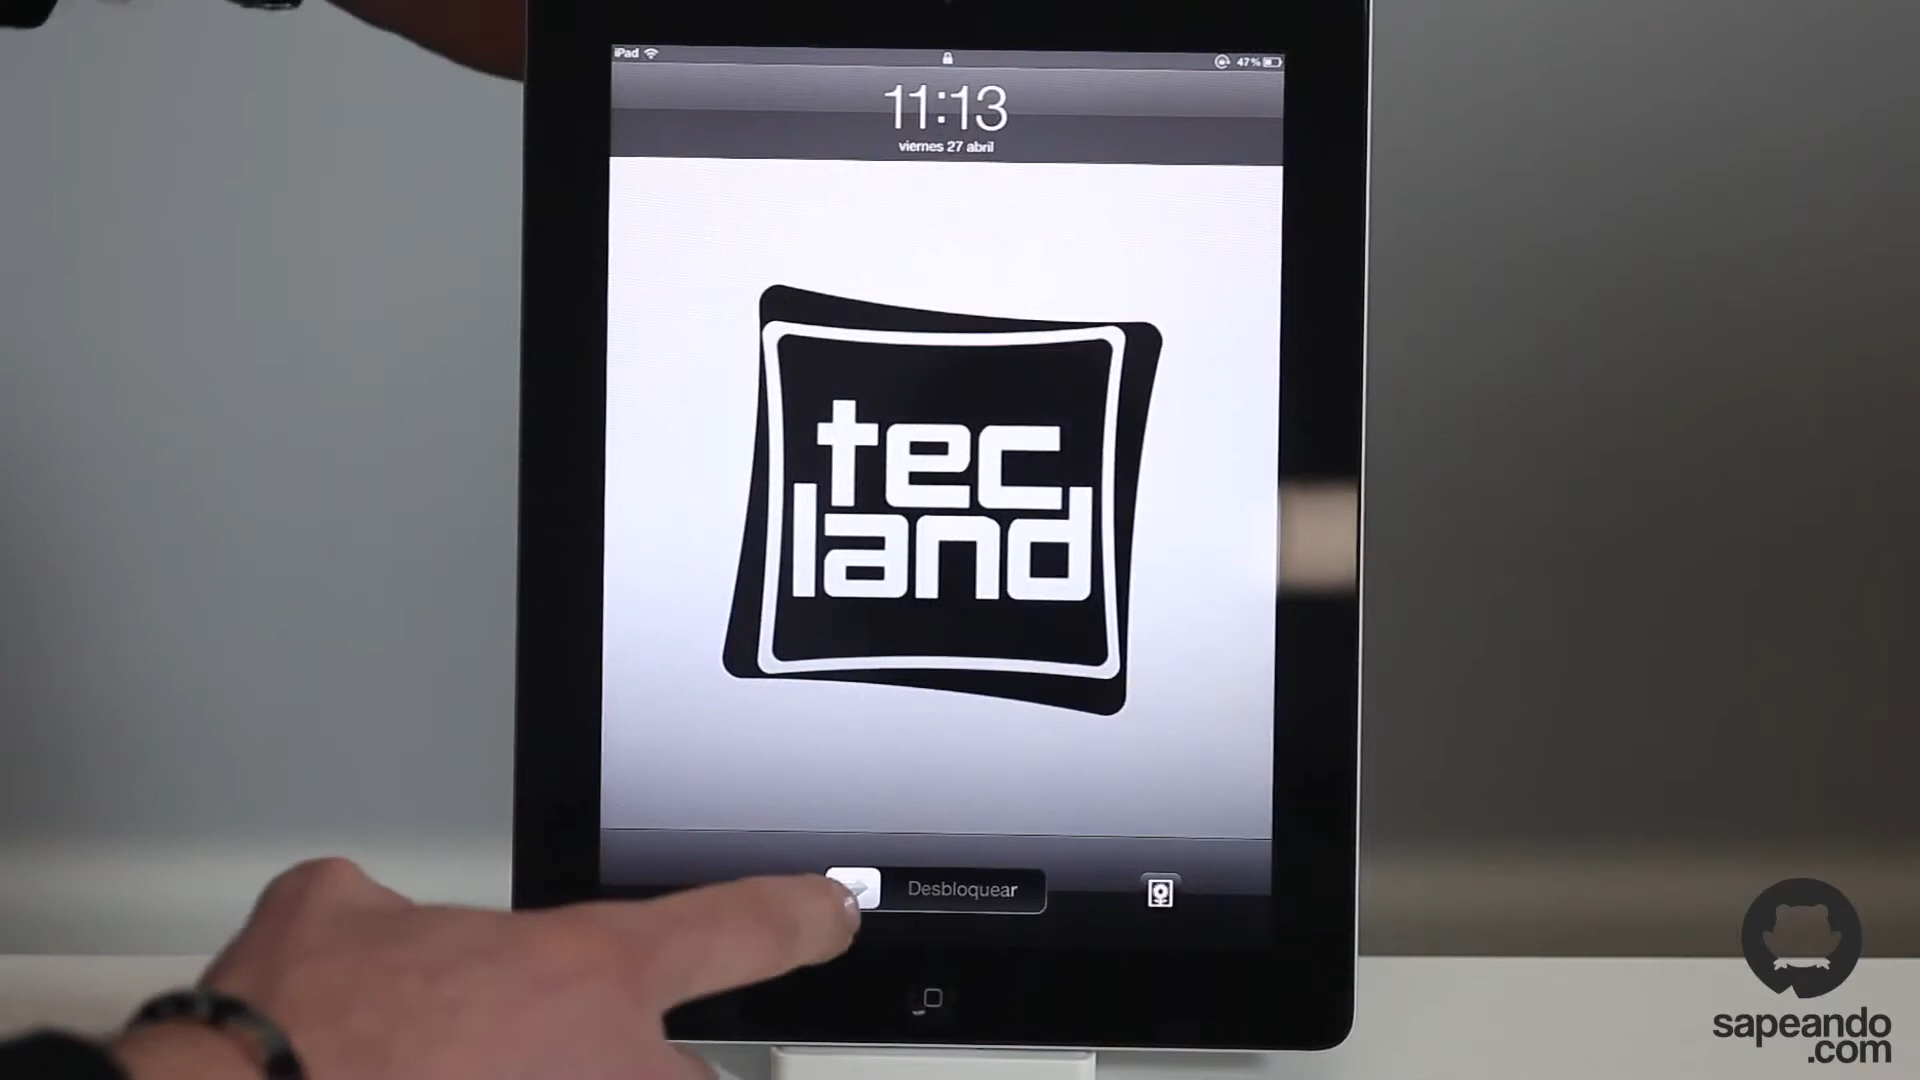 iPad
47%
11:13
viernes 27 abril
tec
land
Desbloquear
sapeando
.com